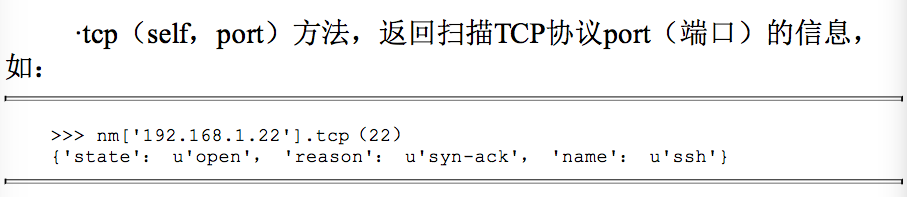 ·tcp（self，port）方法，返回扫描TCP协议port（端口）的信息，
如：
>>> nm['192.168.1.22'].tcp（22）
{'state'： u'open'， 'reason'： u'syn-ack'， 'name'： u'ssh'}